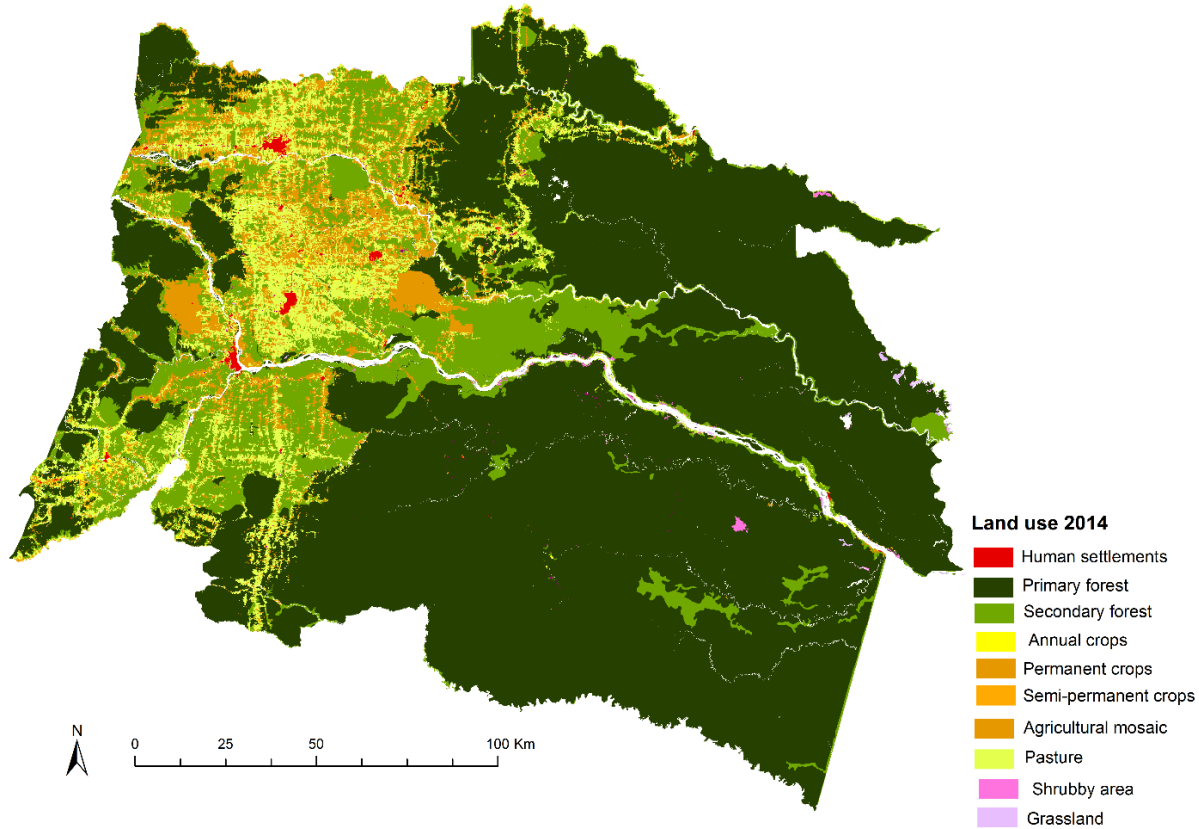 Land use 2014
Human settlements
Primary forest
Secondary forest
Annual crops
Permanent crops
Semi-permanent crops
Agricultural mosaic
Pasture
Shrubby area
Grassland
N
0 25 50 100 Km